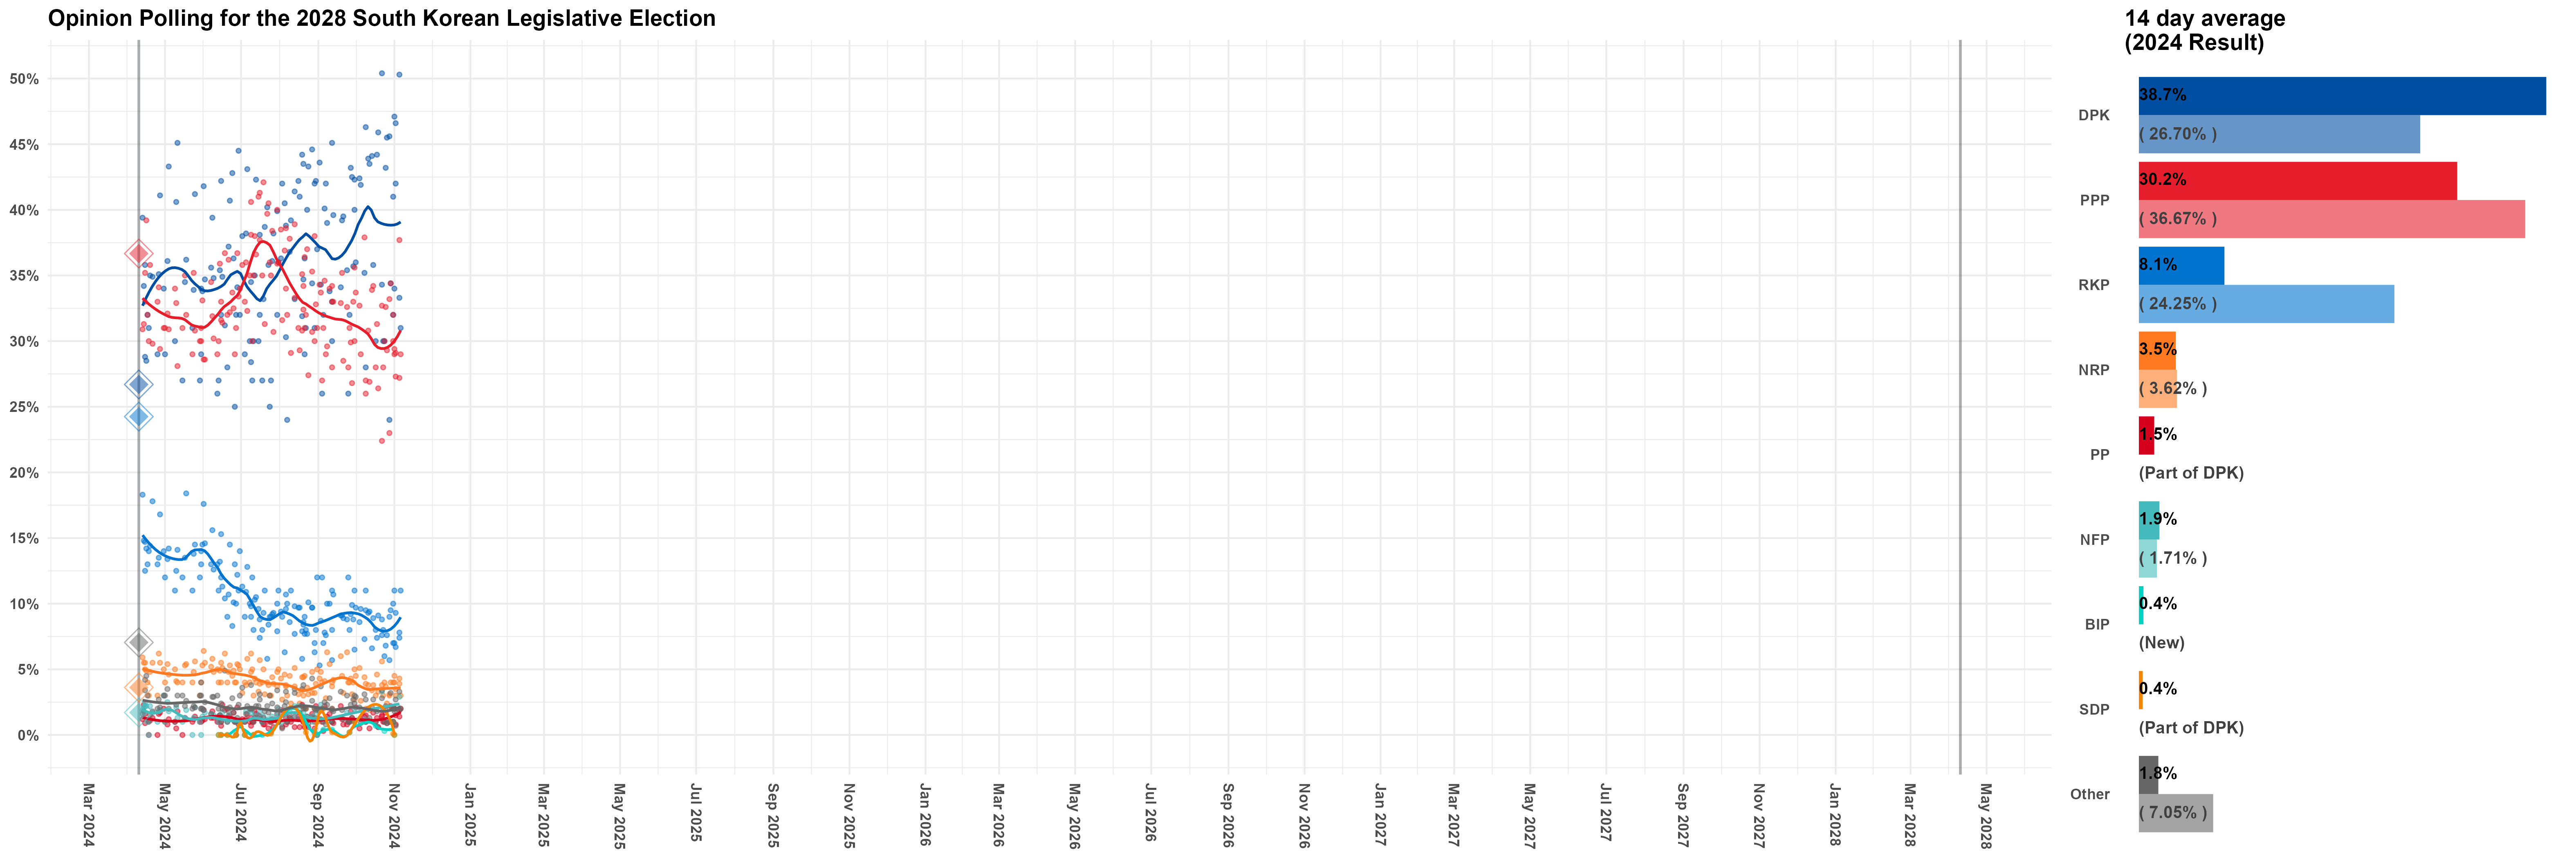 Opinion Polling for the 2028 South Korean Legislative Election
50%
45%
40%
35%
30%
25%
20%
15%
10%
5%
0%
Mar 2024
May 2024
Jul 2024
Sep 2024
Nov 2024
Jan 2025
Mar 2025
May 2025
Jul 2025
Sep 2025
Nov 2025
Jan 2026
Mar 2026
May 2026
Jul 2026
Sep 2026
Nov 2026
Jan 2027
Mar 2027
May 2027
Jul 2027
Sep 2027
Nov 2027
Jan 2028
Mar 2028
May 2028
14 day average
(2024 Result)
DPK
38.7%
( 26.70% )
PPP
30.2%
( 36.67% )
RKP
8.1%
( 24.25% )
NRP
3.5%
( 3.62% )
PP
1.5%
(Part of DPK)
NFP
1.9%
( 1.71% )
BIP
0.4%
(New)
SDP
0.4%
(Part of DPK)
Other
1.8%
( 7.05% )